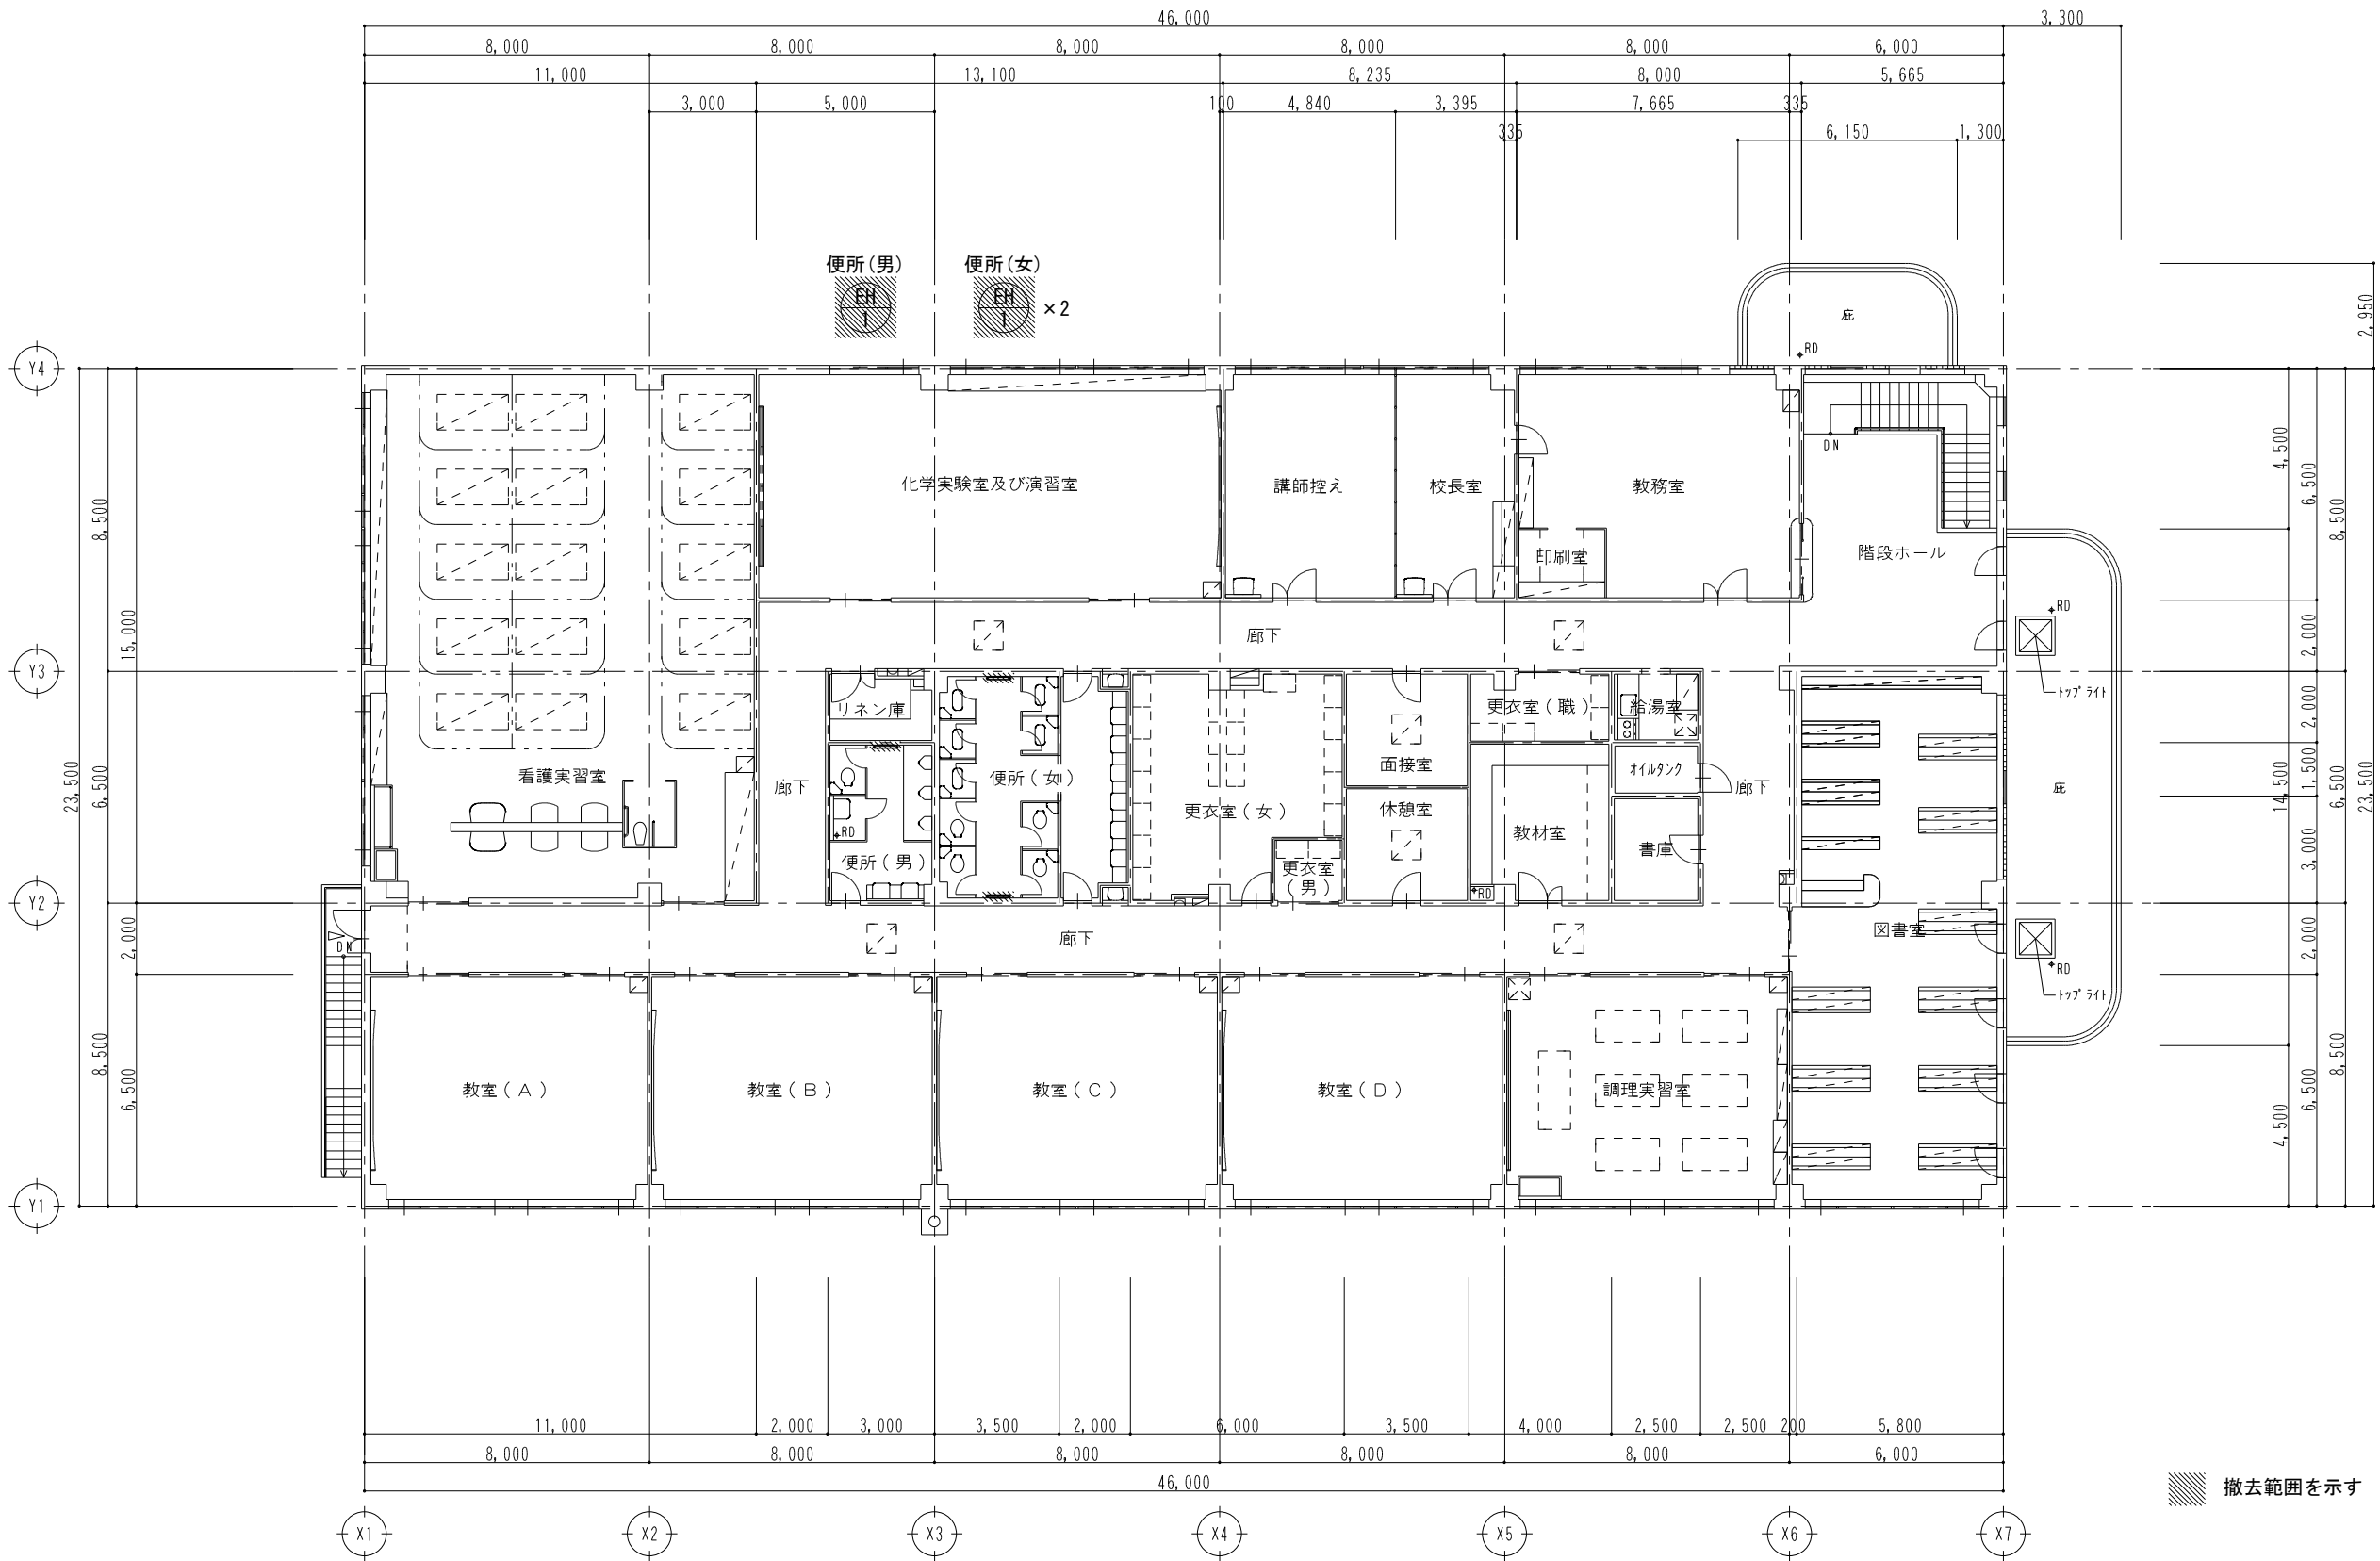 46,000
3,300
8,000
8,000
8,000
8,000
8,000
6,000
11,000
13,100
8,235
8,000
5,665
3,000
5,000
100
4,840
3,395
7,665
335
335
6,150
1,300
便所(男)
EH
1
便所(女)
EH
1
×2
庇
RD
2,950
Y4
Y3
Y2
Y1
23,500
8,500
6,500
8,500
15,000
2,000
6,500
4,500
14,500
4,500
6,500
2,000
2,000
1,500
3,000
2,000
6,500
8,500
6,500
8,500
23,500
化学実験室及び演習室
講師控え
校長室
教務室
印刷室
DN
階段ホール
廊下
RD
トップライト
リネン庫
更衣室(職)
給湯室
看護実習室
廊下
便所(女)
面接室
オイルタンク
廊下
庇
RD
便所(男)
更衣室(女)
休憩室
教材室
書庫
更衣室
(男)
RD
DN
廊下
図書室
RD
トップライト
教室(A)
教室(B)
教室(C)
教室(D)
調理実習室
11,000
2,000
3,000
3,500
2,000
6,000
3,500
4,000
2,500
2,500
200
5,800
8,000
8,000
8,000
8,000
8,000
6,000
46,000
撤去範囲を示す
X1
X2
X3
X4
X5
X6
X7